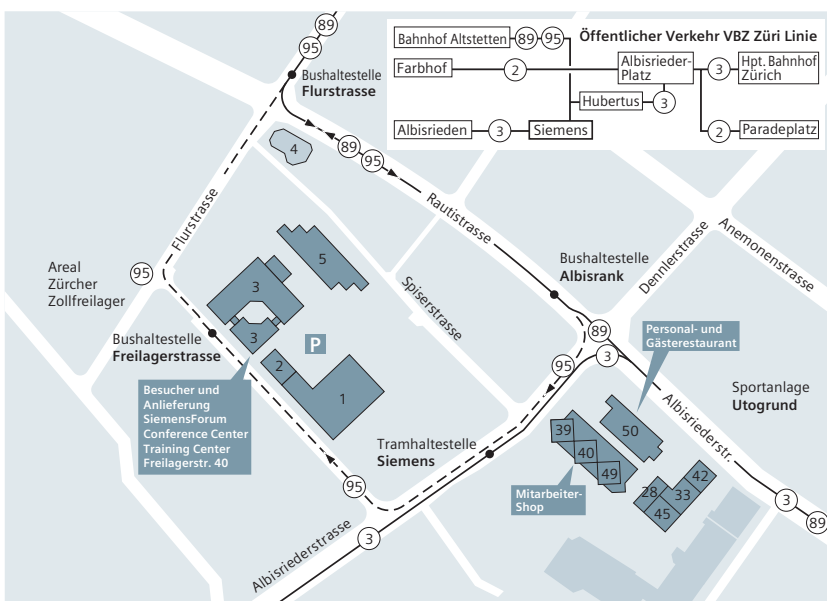 89
95
Bushaltestelle
Flurstrasse
Öffentlicher Verkehr VBZ Züri Linie
Bahnhof Altstetten
89
95
Farbhof
2
Albisrieder-
Platz
3
Hpt. Bahnhof
Zürich
Hubertus
3
Albisrieden
3
Siemens
2
Paradeplatz
4
89
95
Flurstrasse
Rautistrasse
Anemonenstrasse
Dennlerstrasse
Bushaltestelle
Albisrank
Areal
Zürcher
Zollfreilager
95
5
3
Spiserstrasse
Bushaltestelle
Freilagerstrasse
3
P
89
3
Personal- und
Gästerestaurant
2
1
95
Besucher und
Anlieferung
SiemensForum
Conference Center
Training Center
Freilagerstr. 40
Sportanlage
Utogrund
Albisriederstr.
Tramhaltestelle
Siemens
39
40
49
50
42
33
28
45
Mitarbeiter-
Shop
95
3
Albisriederstrasse
3
89